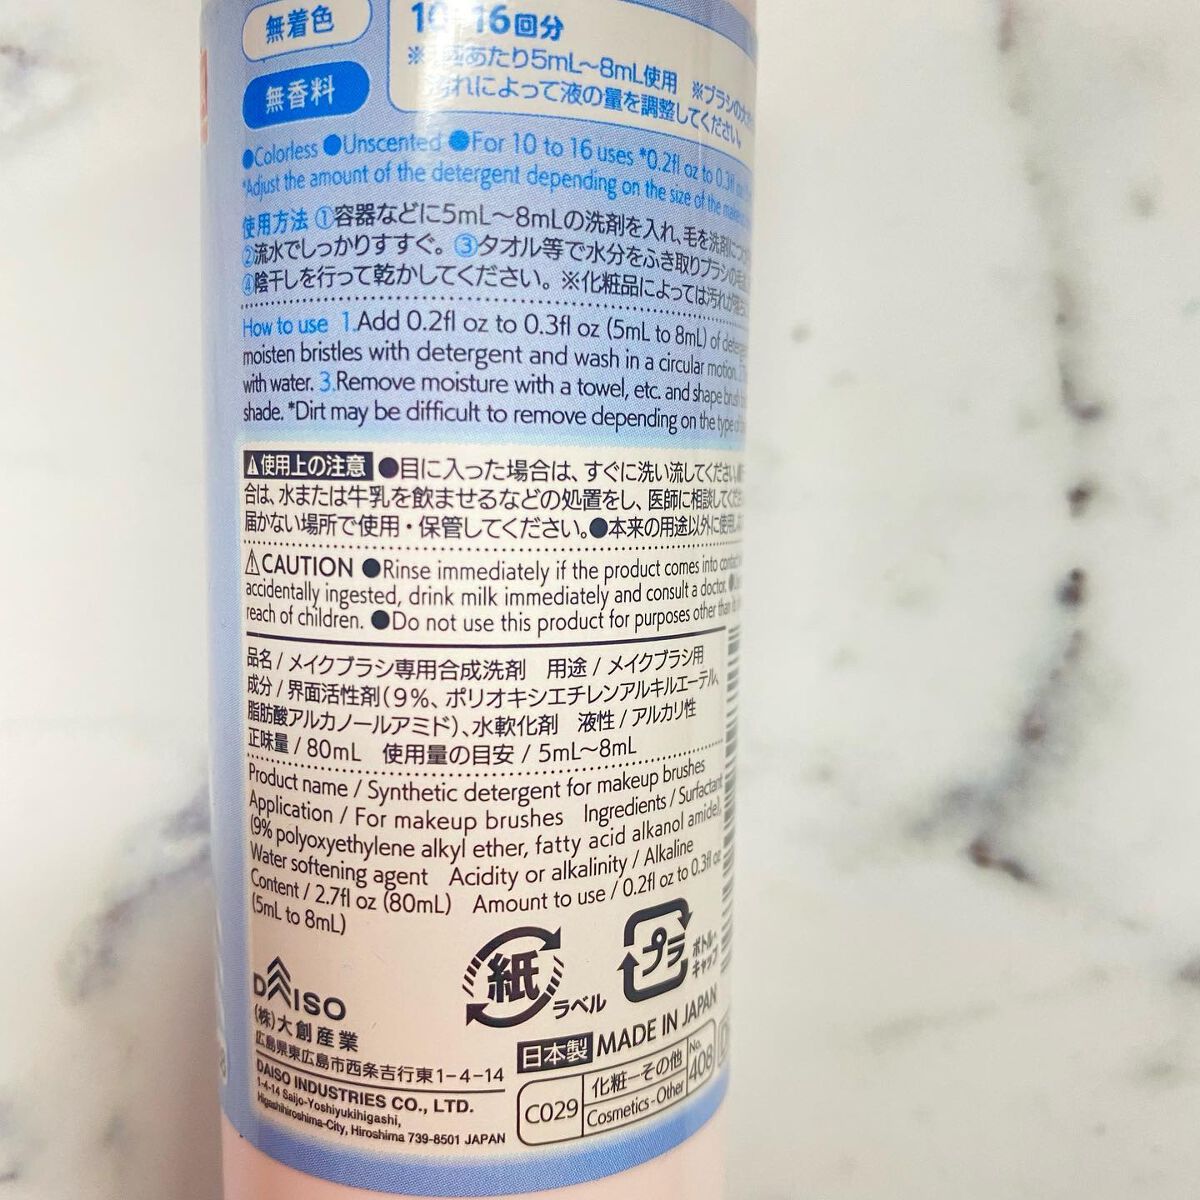 無着色
無香料
10 16回分
あたり5mL〜8mL使用 ※ブラシの大
汚れによって液の量を調整してください。
●Colorless ●Unscented ●For 10 to 16 uses *0.2fl oz to 0.3fl
*Adjust the amount of the detergent depending on the size of the
使用方法 ①容器などに5mL〜8mLの洗剤を入れ、毛を洗剤に
②流水でしっかりすすぐ。 ③タオル等で水分をふき取りブラシの毛
④陰干しを行って乾かしてください。 ※化粧品によっては汚れが
How to use 1.Add 0.2fl oz to 0.3fl oz (5mL to 8mL) of
moisten bristles with detergent and wash in a circular motion.
with water. 3.Remove moisture with a towel, etc. and shape
shade. *Dirt may be difficult to remove depending on the type of
⚠使用上の注意 ●目に入った場合は、すぐに洗い流してください。
合は、水または牛乳を飲ませるなどの処置をし、医師に相談してくだ
届かない場所で使用・保管してください。●本来の用途以外に使用
⚠CAUTION ●Rinse immediately if the product comes into contact
accidentally ingested, drink milk immediately and consult a doctor.
reach of children. ●Do not use this product for purposes other than
品名 / メイクブラシ専用合成洗剤 用途 / メイクブラシ用
成分 / 界面活性剤(9%、ポリオキシエチレンアルキルエーテル、
脂肪酸アルカノールアミド)、水軟化剤 液性 / アルカリ性
正味量 / 80mL 使用量の目安 / 5mL〜8mL
Product name / Synthetic detergent for makeup brushes
Application / For makeup brushes Ingredients / Surfactant
(9% polyoxyethylene alkyl ether, fatty acid alkanol amide),
Water softening agent Acidity or alkalinity / Alkaline
Content / 2.7fl oz (80mL) Amount to use / 0.2fl oz to 0.3fl oz
(5mL to 8mL)
紙
ラベル
プラ
ボトル・
キャップ
DAISO
(株)大創産業
広島県東広島市西条吉行東1-4-14
DAISO INDUSTRIES CO., LTD.
1-4-14 Saijo-Yoshiyukihigashi,
Higashihiroshima-City, Hiroshima 739-8501 JAPAN
日本製 MADE IN JAPAN
C029
化粧ーその他
Cosmetics-Other
No.
408